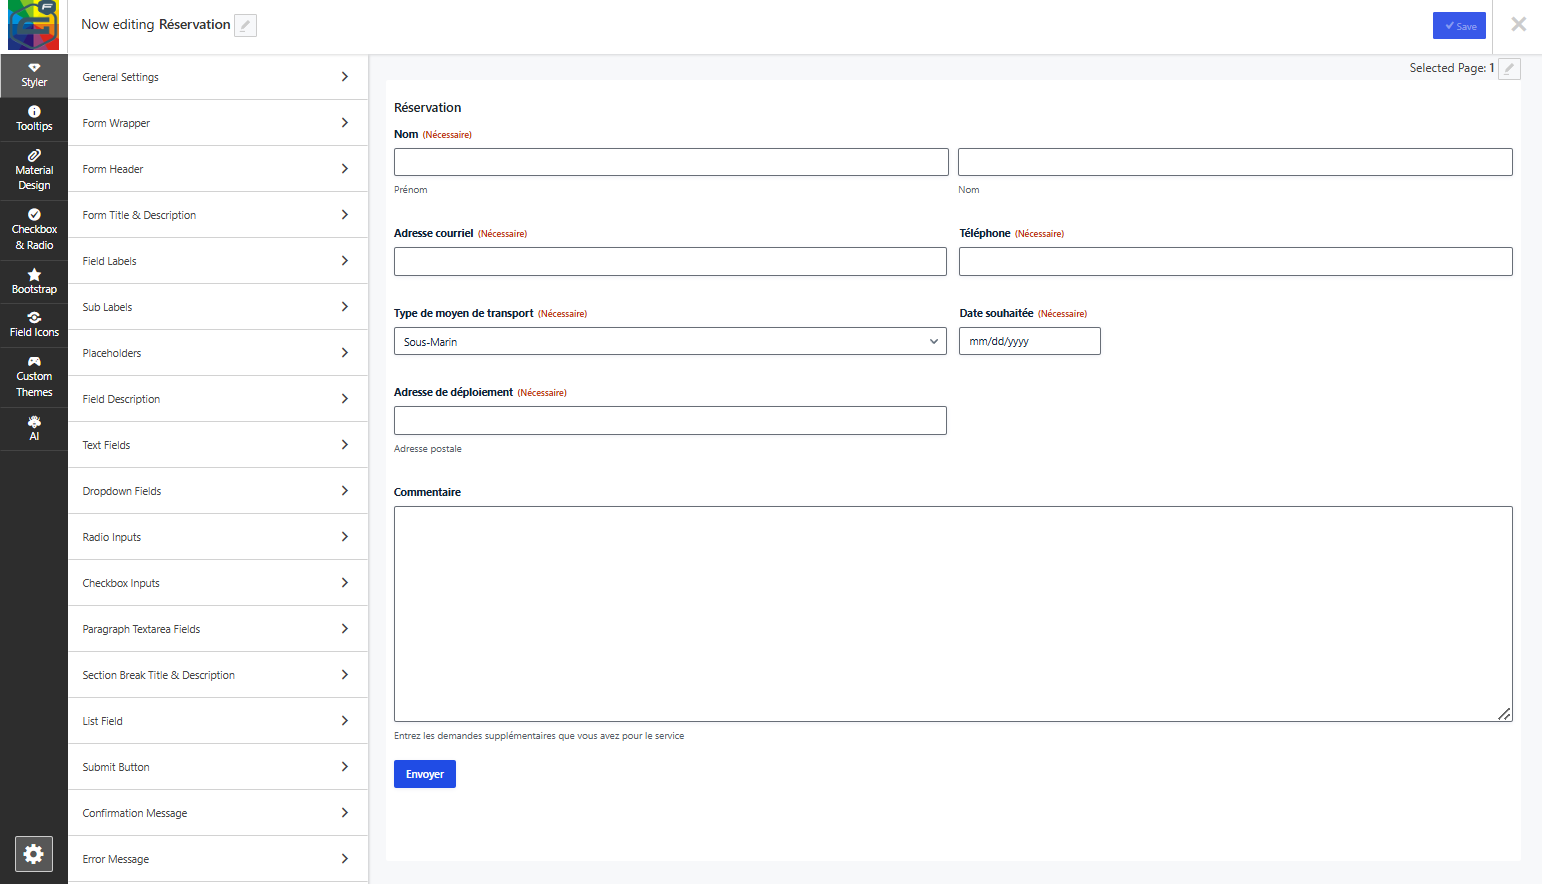 Now editing Réservation
Save
Selected Page: 1
Styler
Tooltips
Material
Design
Checkbox
& Radio
Bootstrap
Field Icons
Custom
Themes
AI
General Settings
Form Wrapper
Form Header
Form Title & Description
Field Labels
Sub Labels
Placeholders
Field Description
Text Fields
Dropdown Fields
Radio Inputs
Checkbox Inputs
Paragraph Textarea Fields
Section Break Title & Description
List Field
Submit Button
Confirmation Message
Error Message
Réservation
Nom (Nécessaire)
Prénom
Nom
Adresse courriel (Nécessaire)
Téléphone (Nécessaire)
Type de moyen de transport (Nécessaire)
Date souhaitée (Nécessaire)
Sous-Marin
mm/dd/yyyy
Adresse de déploiement (Nécessaire)
Adresse postale
Commentaire
Entrez les demandes supplémentaires que vous avez pour le service
Envoyer